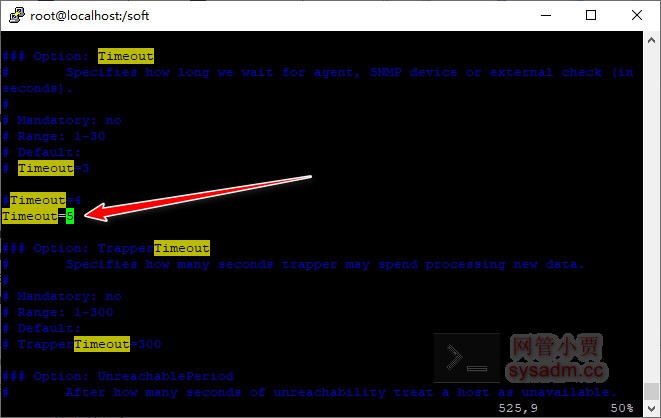 root@localhost:/soft
### Option: Timeout
#       Specifies how long we wait for agent, SNMP device or external check (in
seconds).
#
# Mandatory: no
# Range: 1-30
# Default:
# Timeout=3
#Timeout=4
Timeout=5
### Option: TrapperTimeout
#       Specifies how many seconds trapper may spend processing new data.
#
# Mandatory: no
# Range: 1-300
# Default:
# TrapperTimeout=300
### Option: UnreachablePeriod
#       After how many seconds of unreachability treat a host as unavailable.
525,9 50%
>_
网管小贾
sysadm.cc